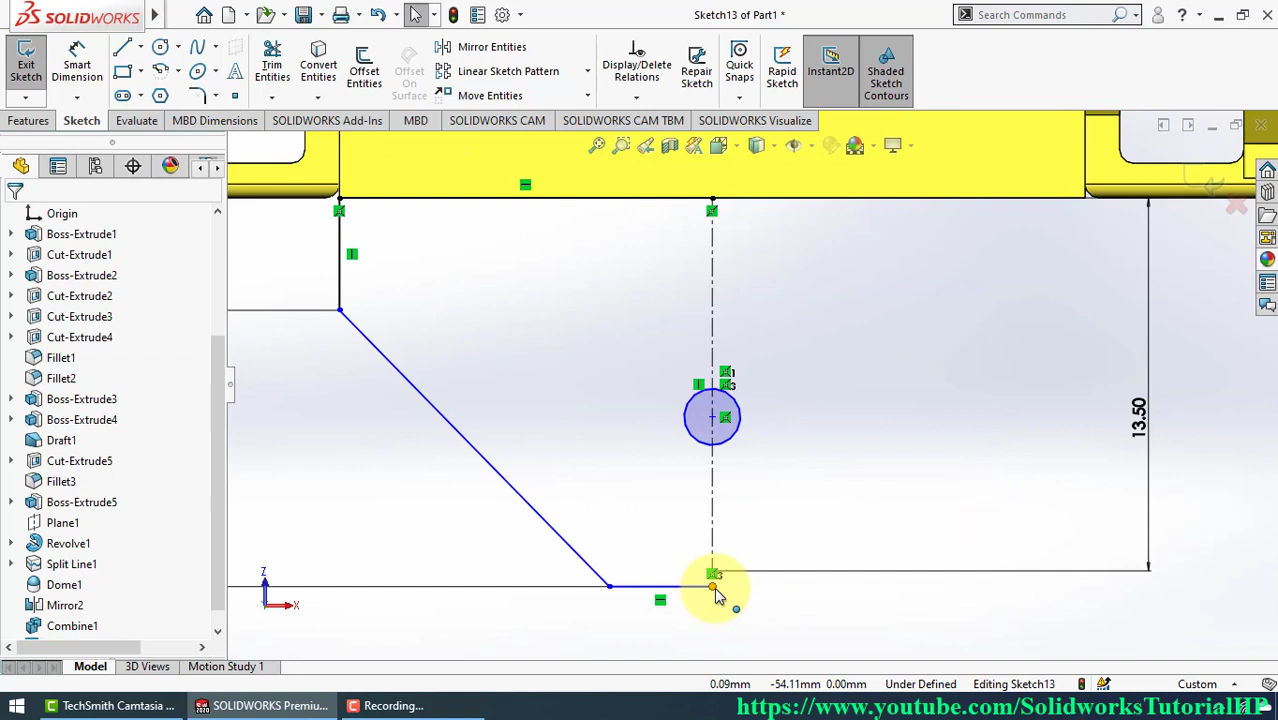 SOLIDWORKS
Sketch13 of Part1 *
Search Commands
Exit Sketch
Smart Dimension
Trim Entities
Convert Entities
Offset Entities
Offset On Surface
Mirror Entities
Linear Sketch Pattern
Move Entities
Display/Delete Relations
Repair Sketch
Quick Snaps
Rapid Sketch
Instant2D
Shaded Sketch Contours
Features
Sketch
Evaluate
MBD Dimensions
SOLIDWORKS Add-Ins
MBD
SOLIDWORKS CAM
SOLIDWORKS CAM TBM
SOLIDWORKS Visualize
Origin
Boss-Extrude1
Cut-Extrude1
Boss-Extrude2
Cut-Extrude2
Cut-Extrude3
Cut-Extrude4
Fillet1
Fillet2
Boss-Extrude3
Boss-Extrude4
Draft1
Cut-Extrude5
Fillet3
Boss-Extrude5
Plane1
Revolve1
Split Line1
Dome1
Mirror2
Combine1
1
3
13.50
3
Z
X
Model
3D Views
Motion Study 1
0.09mm
-54.11mm
0.00mm
Under Defined
Editing Sketch13
Custom
TechSmith Camtasia ...
SOLIDWORKS Premiu...
Recording...
https://www.youtube.com/SolidworksTutorialHP